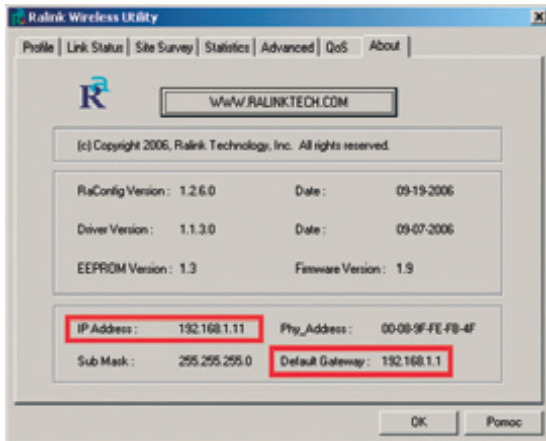 Ralink Wireless Utility
Profile Link Status Site Survey Statistics Advanced QoS About
Ra
WWW.RALINKTECH.COM
(c) Copyright 2006, Ralink Technology, Inc. All rights reserved.
RaConfig Version : 1.2.6.0 Date : 09-19-2006
Driver Version : 1.1.3.0 Date : 09-07-2006
EEPROM Version : 1.3 Firmware Version : 1.9
IP Address : 192.168.1.11 Phy_Address : 00-08-9F-FE-FB-4F
Sub Mask : 255.255.255.0 Default Gateway : 192.168.1.1
OK Pomoc